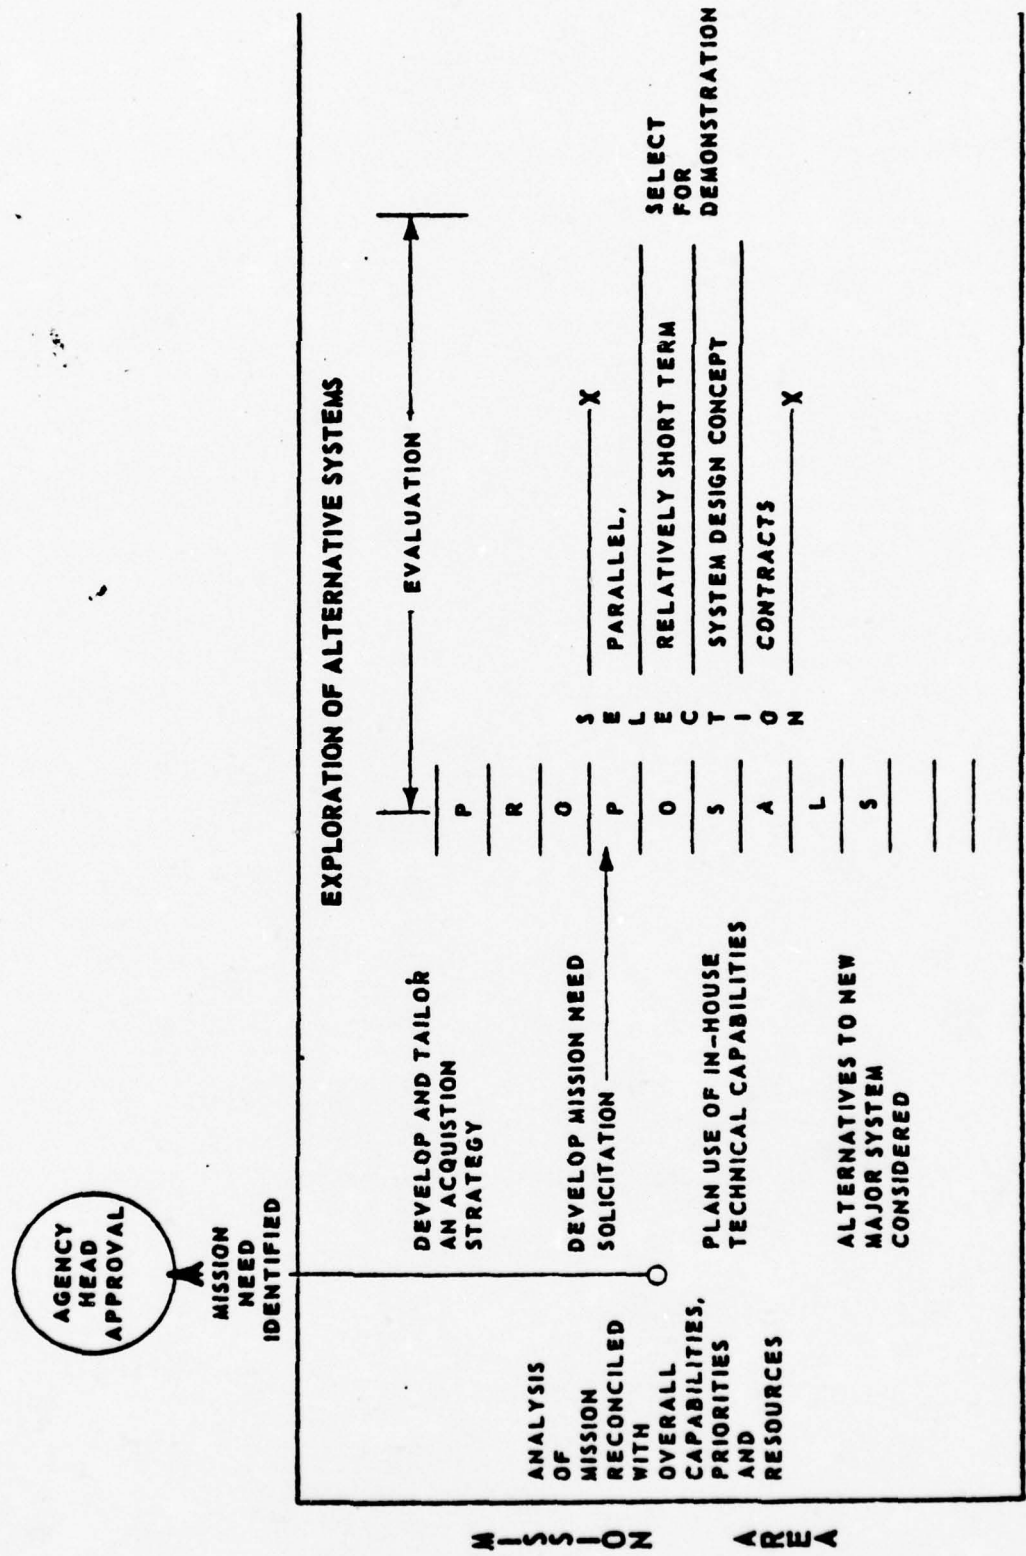 AGENCY
HEAD
APPROVAL
MISSION
NEED
IDENTIFIED
EXPLORATION OF ALTERNATIVE SYSTEMS
MISSION AREA
ANALYSIS
OF
MISSION
RECONCILED
WITH
OVERALL
CAPABILITIES,
PRIORITIES
AND
RESOURCES
DEVELOP AND TAILOR
AN ACQUISTION
STRATEGY
DEVELOP MISSION NEED
SOLICITATION
PLAN USE OF IN-HOUSE
TECHNICAL CAPABILITIES
ALTERNATIVES TO NEW
MAJOR SYSTEM
CONSIDERED
PROPOSALS
SELECTION
EVALUATION
X
PARALLEL,
RELATIVELY SHORT TERM
SYSTEM DESIGN CONCEPT
CONTRACTS
X
SELECT
FOR
DEMONSTRATION